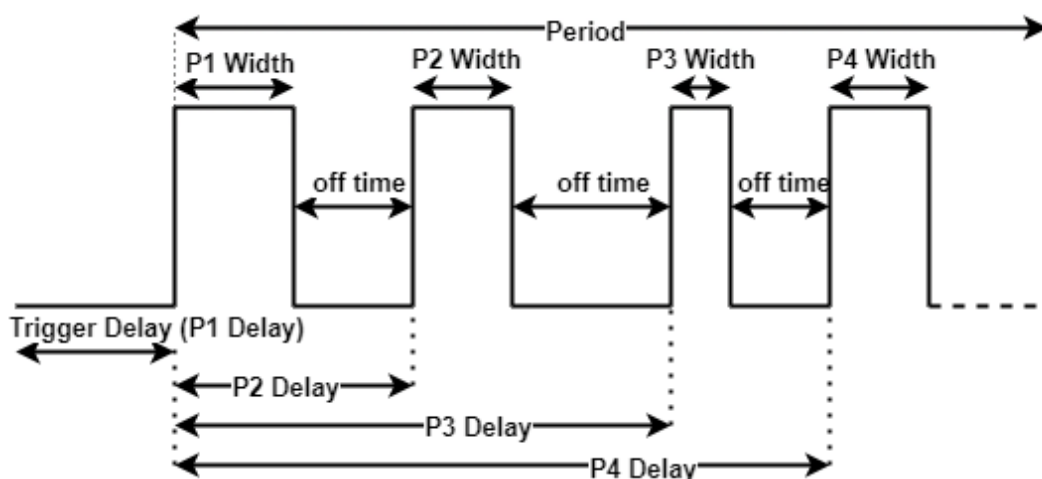 Period
P1 Width
P2 Width
P3 Width
P4 Width
off time
off time
off time
Trigger Delay (P1 Delay)
P2 Delay
P3 Delay
P4 Delay